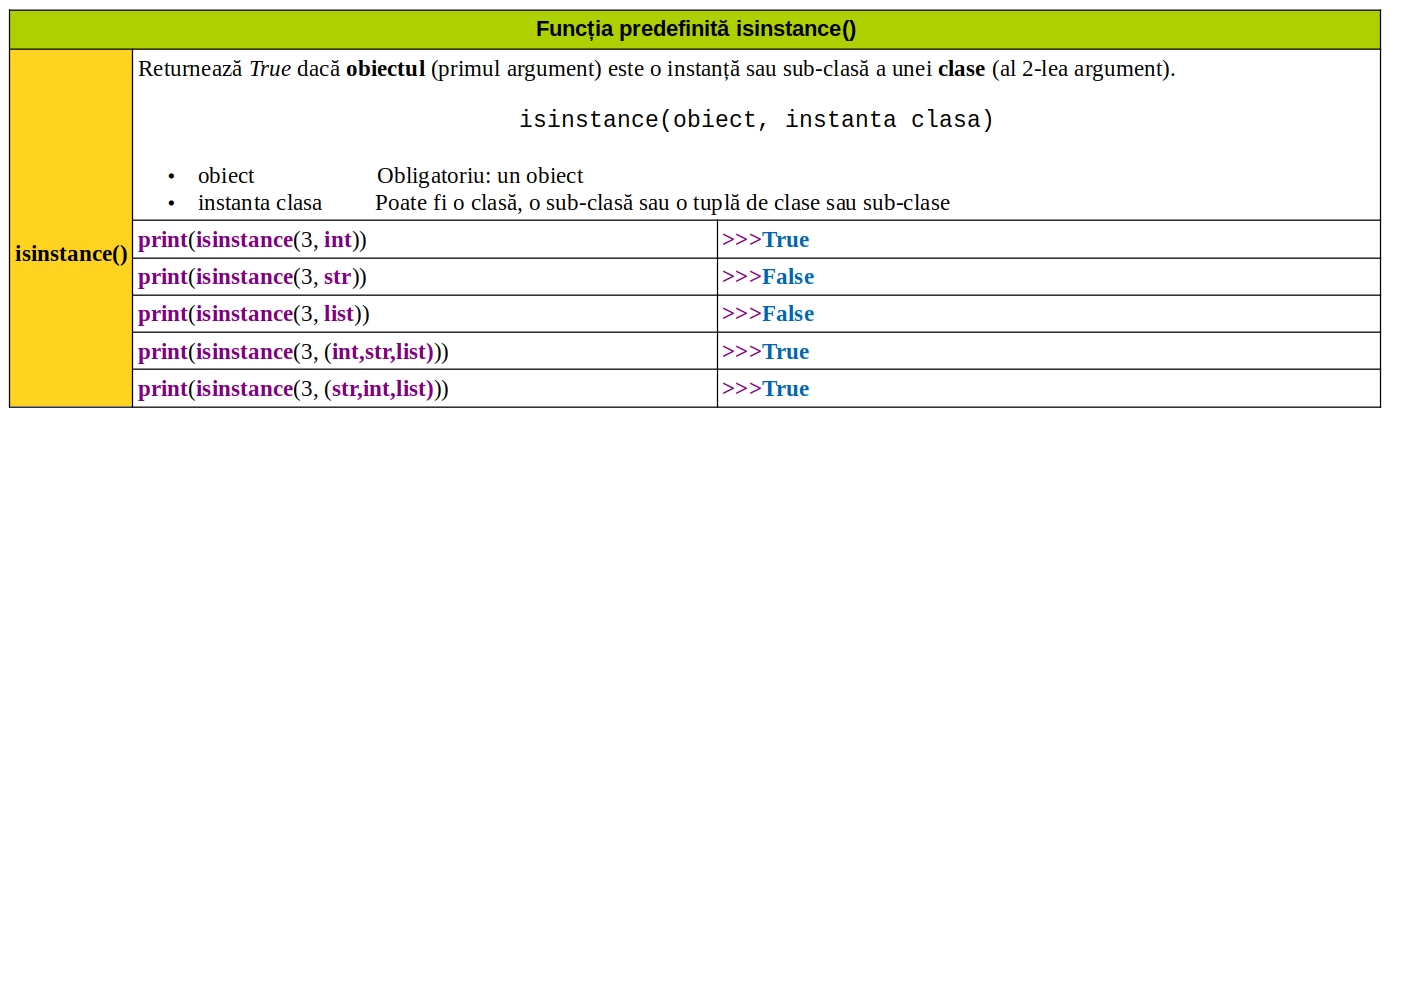 Funcția predefinită isinstance()
isinstance()
Returnează True dacă obiectul (primul argument) este o instanță sau sub-clasă a unei clase (al 2-lea argument).
isinstance(obiect, instanta clasa)
• obiect Obligatoriu: un obiect
• instanta clasa Poate fi o clasă, o sub-clasă sau o tuplă de clase sau sub-clase
print(isinstance(3, int)) >>>True
print(isinstance(3, str)) >>>False
print(isinstance(3, list)) >>>False
print(isinstance(3, (int,str,list))) >>>True
print(isinstance(3, (str,int,list))) >>>True